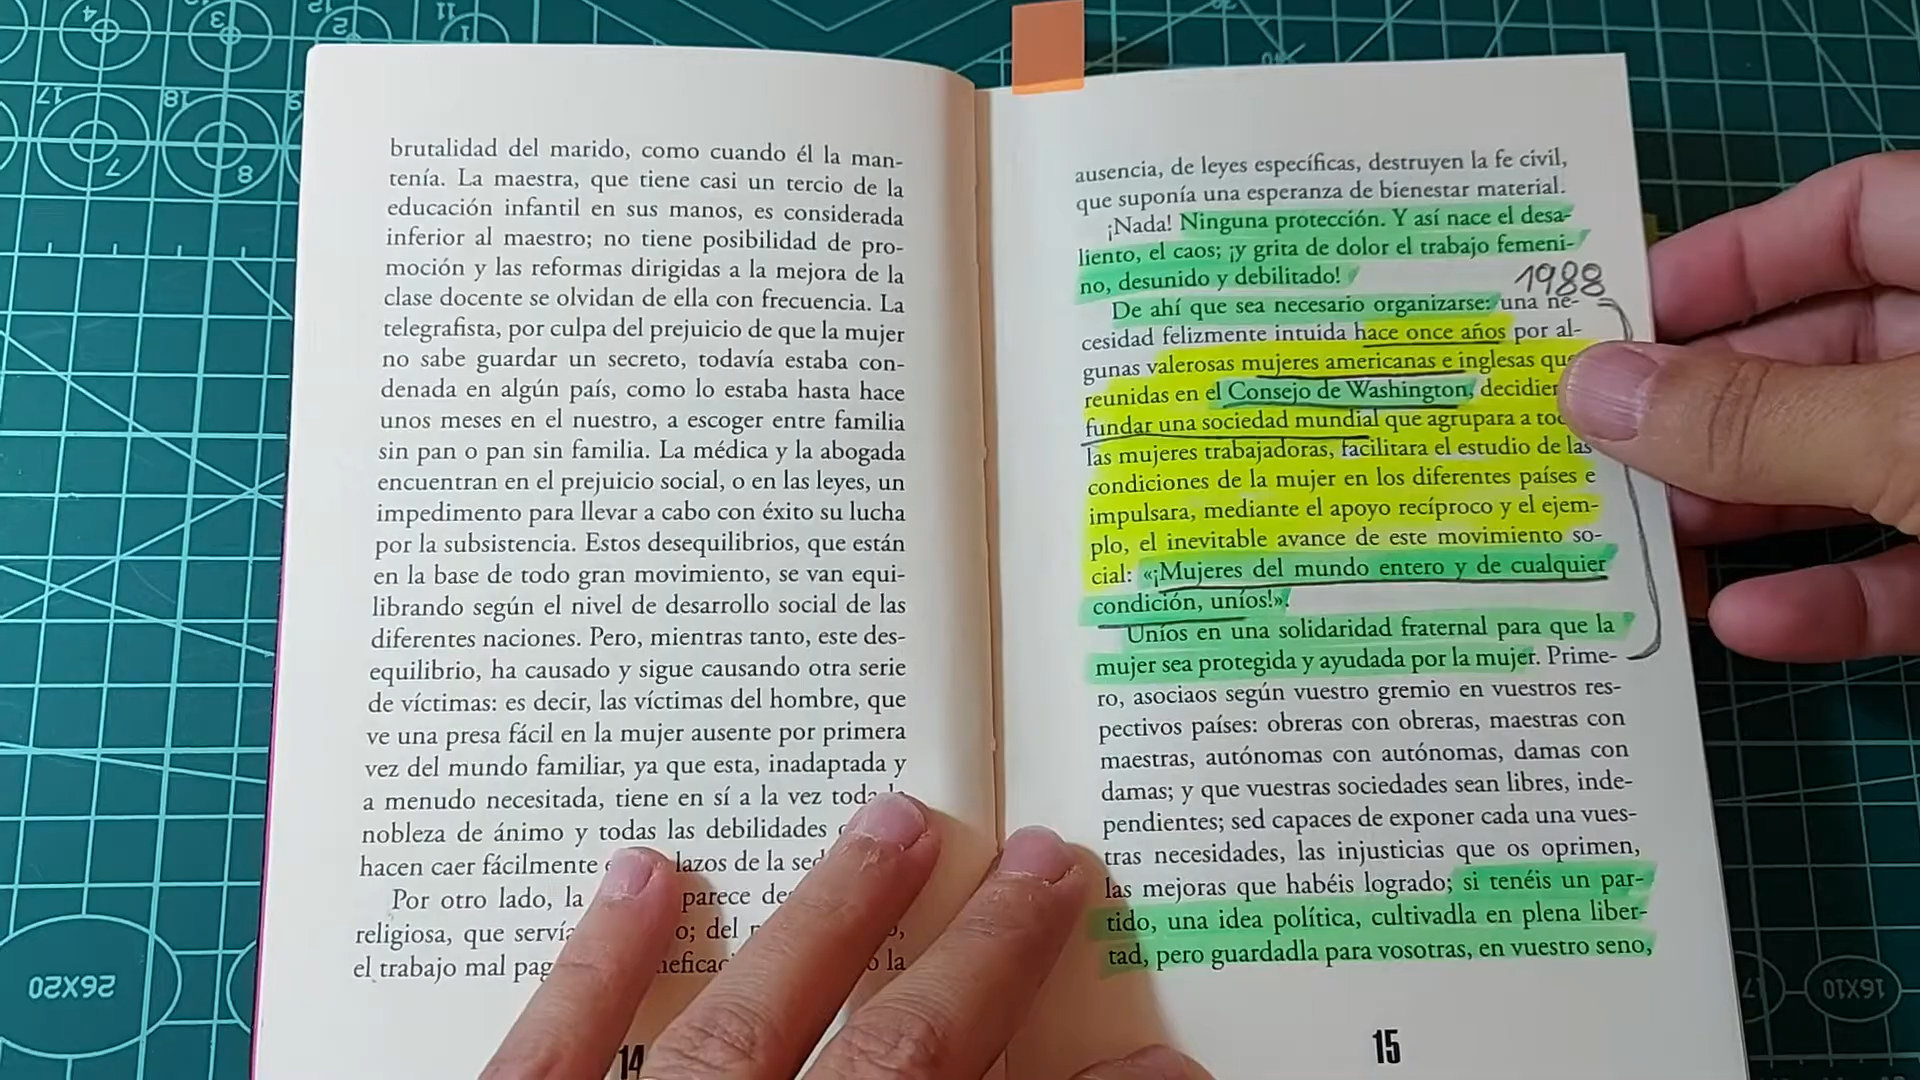 brutalidad del marido, como cuando él la man-
tenía. La maestra, que tiene casi un tercio de la
educación infantil en sus manos, es considerada
inferior al maestro; no tiene posibilidad de pro-
moción y las reformas dirigidas a la mejora de la
clase docente se olvidan de ella con frecuencia. La
telegrafista, por culpa del prejuicio de que la mujer
no sabe guardar un secreto, todavía estaba con-
denada en algún país, como lo estaba hasta hace
unos meses en el nuestro, a escoger entre familia
sin pan o pan sin familia. La médica y la abogada
encuentran en el prejuicio social, o en las leyes, un
impedimento para llevar a cabo con éxito su lucha
por la subsistencia. Estos desequilibrios, que están
en la base de todo gran movimiento, se van equi-
librando según el nivel de desarrollo social de las
diferentes naciones. Pero, mientras tanto, este des-
equilibrio, ha causado y sigue causando otra serie
de víctimas: es decir, las víctimas del hombre, que
ve una presa fácil en la mujer ausente por primera
vez del mundo familiar, ya que esta, inadaptada y
a menudo necesitada, tiene en sí a la vez toda la
nobleza de ánimo y todas las debilidades
hacen caer fácilmente lazos de la
Por otro lado, la parece
religiosa, que servía del
el trabajo mal la
14
ausencia, de leyes específicas, destruyen la fe civil,
que suponía una esperanza de bienestar material.
¡Nada! Ninguna protección. Y así nace el desa-
liento, el caos; ¡y grita de dolor el trabajo femeni-
no, desunido y debilitado!
1988
De ahí que sea necesario organizarse: una ne-
cesidad felizmente intuida hace once años por al-
gunas valerosas mujeres americanas e inglesas que
reunidas en el Consejo de Washington,
fundar una sociedad mundial que agrupara a
las mujeres trabajadoras, facilitara el estudio de las
condiciones de la mujer en los diferentes países e
impulsara, mediante el apoyo recíproco y el ejem-
plo, el inevitable avance de este movimiento so-
cial: «¡Mujeres del mundo entero y de cualquier
condición, uníos!».
Uníos en una solidaridad fraternal para que la
mujer sea protegida y ayudada por la mujer. Prime-
ro, asociaos según vuestro gremio en vuestros res-
pectivos países: obreras con obreras, maestras con
maestras, autónomas con autónomas, damas con
damas; y que vuestras sociedades sean libres, inde-
pendientes; sed capaces de exponer cada una vues-
tras necesidades, las injusticias que os oprimen,
las mejoras que habéis logrado; si tenéis un par-
tido, una idea política, cultivadla en plena liber-
tad, pero guardadla para vosotras, en vuestro seno,
15
4
3
2
11
1
17
18
7
8
26X20
17
16X10